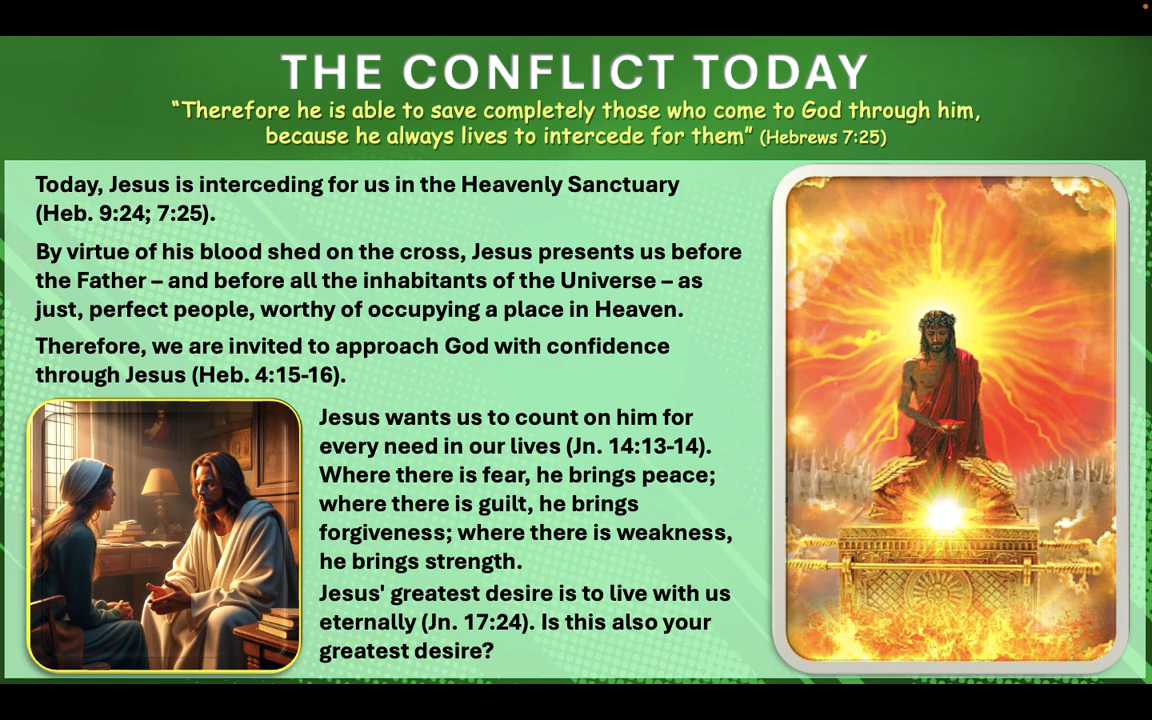 THE CONFLICT TODAY
“Therefore he is able to save completely those who come to God through him,
because he always lives to intercede for them” (Hebrews 7:25)
Today, Jesus is interceding for us in the Heavenly Sanctuary
(Heb. 9:24; 7:25).
By virtue of his blood shed on the cross, Jesus presents us before
the Father – and before all the inhabitants of the Universe – as
just, perfect people, worthy of occupying a place in Heaven.
Therefore, we are invited to approach God with confidence
through Jesus (Heb. 4:15-16).
Jesus wants us to count on him for
every need in our lives (Jn. 14:13-14).
Where there is fear, he brings peace;
where there is guilt, he brings
forgiveness; where there is weakness,
he brings strength.
Jesus' greatest desire is to live with us
eternally (Jn. 17:24). Is this also your
greatest desire?